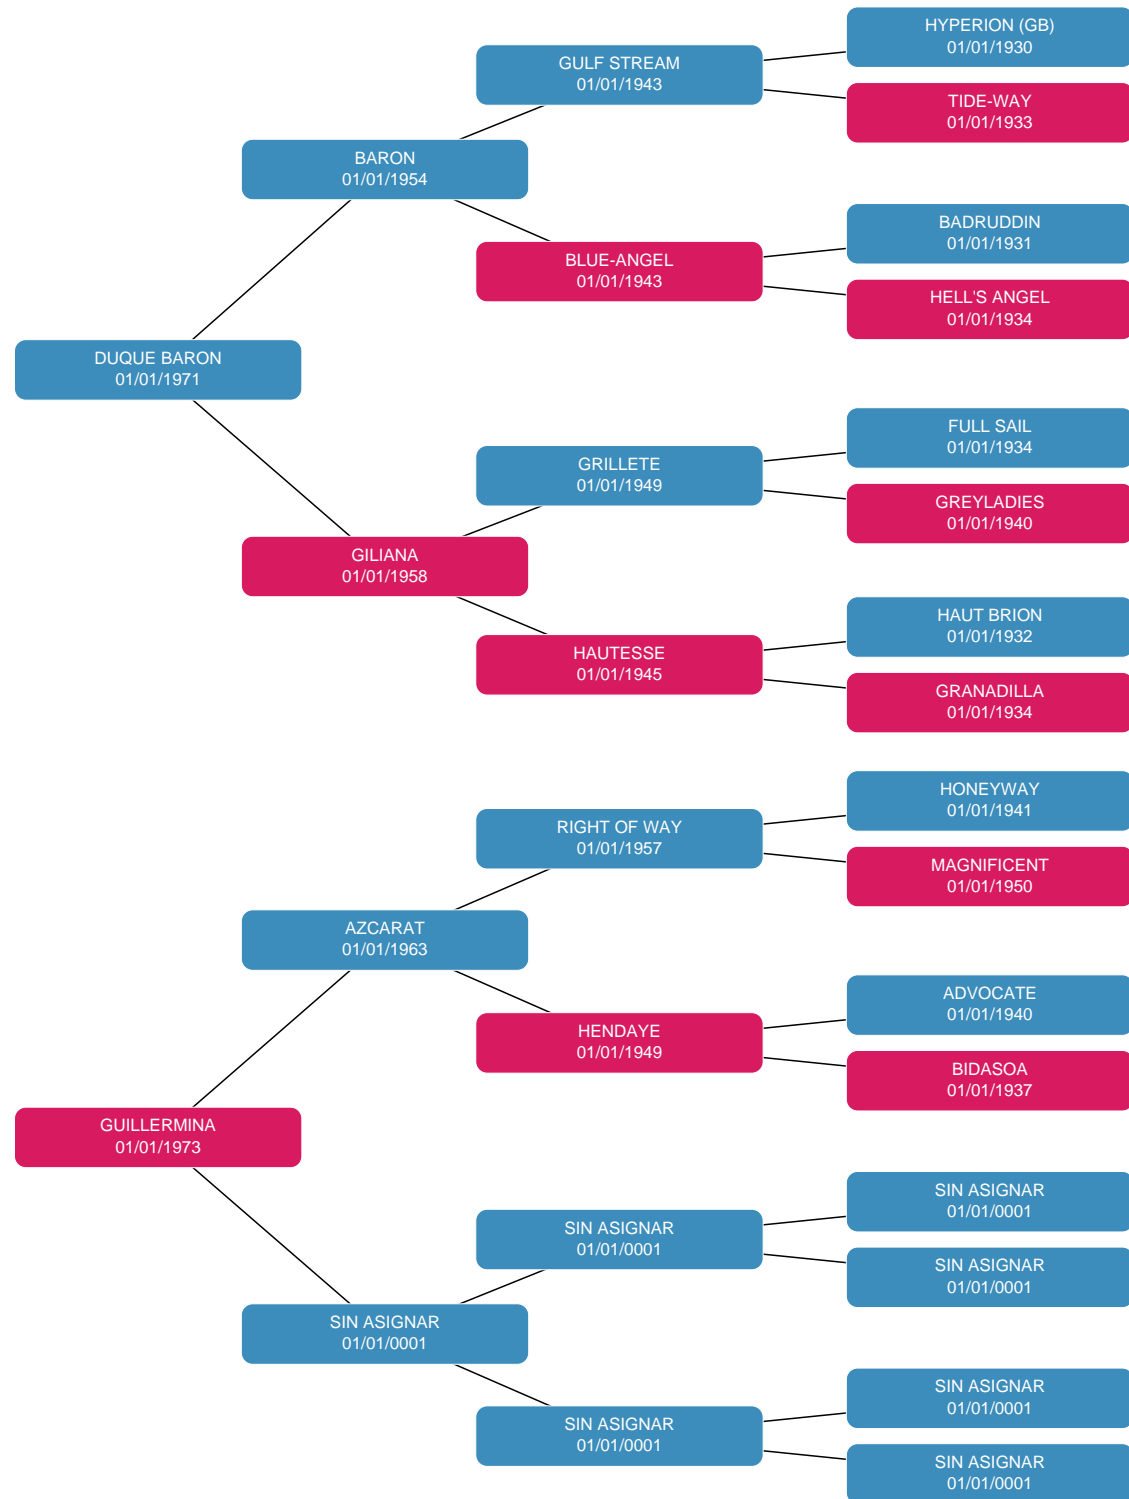 HYPERION (GB)
01/01/1930
GULF STREAM
01/01/1943
TIDE-WAY
01/01/1933
BARON
01/01/1954
BADRUDDIN
01/01/1931
BLUE-ANGEL
01/01/1943
HELL'S ANGEL
01/01/1934
DUQUE BARON
01/01/1971
FULL SAIL
01/01/1934
GRILLETE
01/01/1949
GREYLADIES
01/01/1940
GILIANA
01/01/1958
HAUT BRION
01/01/1932
HAUTESSE
01/01/1945
GRANADILLA
01/01/1934
HONEYWAY
01/01/1941
RIGHT OF WAY
01/01/1957
MAGNIFICENT
01/01/1950
AZCARAT
01/01/1963
ADVOCATE
01/01/1940
HENDAYE
01/01/1949
BIDASOA
01/01/1937
GUILLERMINA
01/01/1973
SIN ASIGNAR
01/01/0001
SIN ASIGNAR
01/01/0001
SIN ASIGNAR
01/01/0001
SIN ASIGNAR
01/01/0001
SIN ASIGNAR
01/01/0001
SIN ASIGNAR
01/01/0001
SIN ASIGNAR
01/01/0001